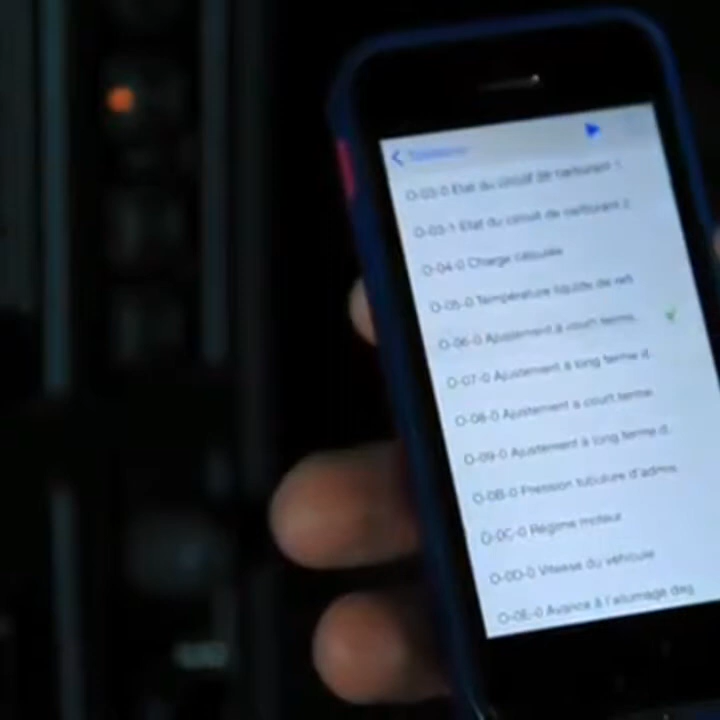 0-03-0 Etat du circuit de carburant 1
0-03-1 Etat du circuit de carburant 2
0-04-0 Charge calculée
0-05-0 Température liquide de refi
0-06-0 Ajustement à court terme.
0-07-0 Ajustement à long terme d.
0-08-0 Ajustement à court terme.
0-09-0 Ajustement à long terme d.
0-0B-0 Pression tubulure d'admis
0-0C-0 Régime moteur
0-0D-0 Vitesse du véhicule
0-0E-0 Avance à l'allumage deg